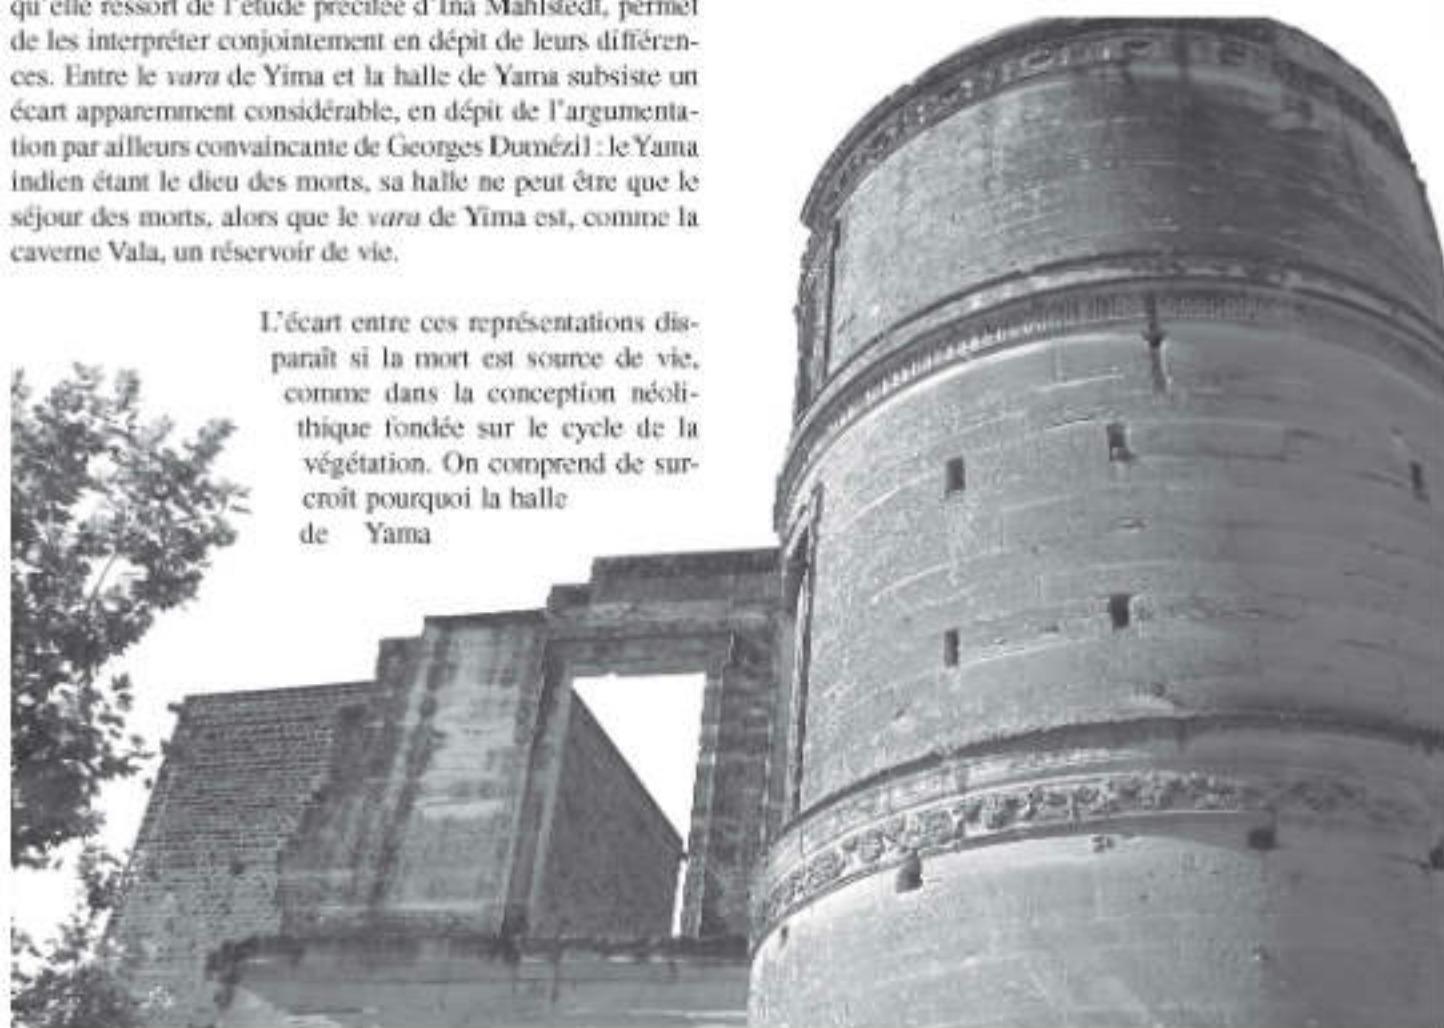 qu'elle ressort de l'étude précitée d'Ina Mahlstedt, permet
de les interpréter conjointement en dépit de leurs différen-
ces. Entre le vara de Yima et la halle de Yama subsiste un
écart apparemment considérable, en dépit de l'argumenta-
tion par ailleurs convaincante de Georges Dumézil : le Yama
indien étant le dieu des morts, sa halle ne peut être que le
séjour des morts, alors que le vara de Yima est, comme la
caverne Vala, un réservoir de vie.
L'écart entre ces représentations dis-
paraît si la mort est source de vie,
comme dans la conception néoli-
thique fondée sur le cycle de la
végétation. On comprend de sur-
croît pourquoi la halle
de Yama